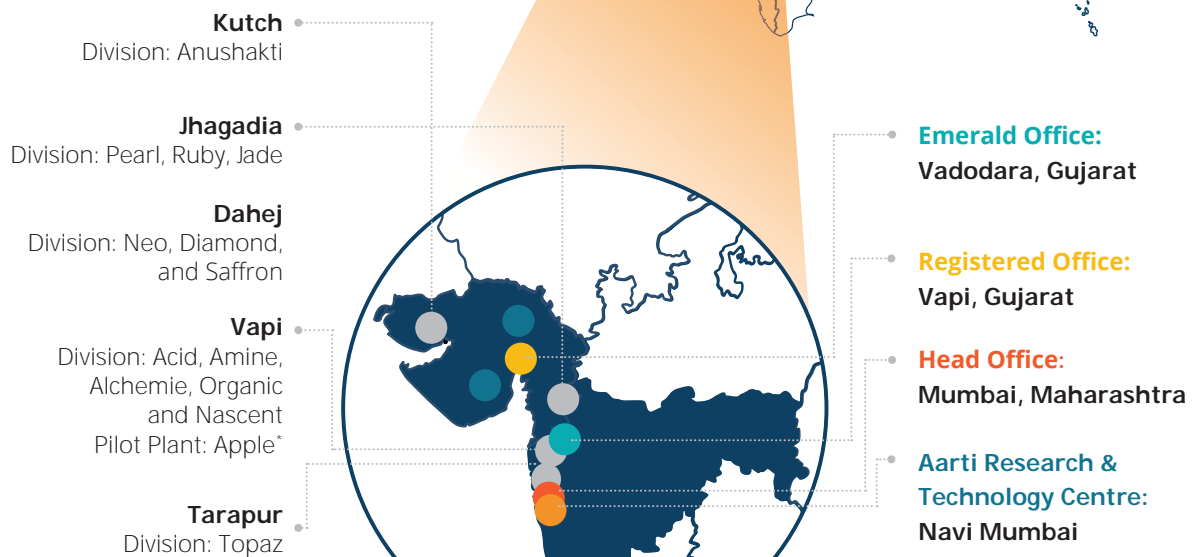 Kutch
Division: Anushakti
Jhagadia
Division: Pearl, Ruby, Jade
Dahej
Division: Neo, Diamond,
and Saffron
Vapi
Division: Acid, Amine,
Alchemie, Organic
and Nascent
Pilot Plant: Apple*
Tarapur
Division: Topaz
Emerald Office:
Vadodara, Gujarat
Registered Office:
Vapi, Gujarat
Head Office:
Mumbai, Maharashtra
Aarti Research &
Technology Centre:
Navi Mumbai